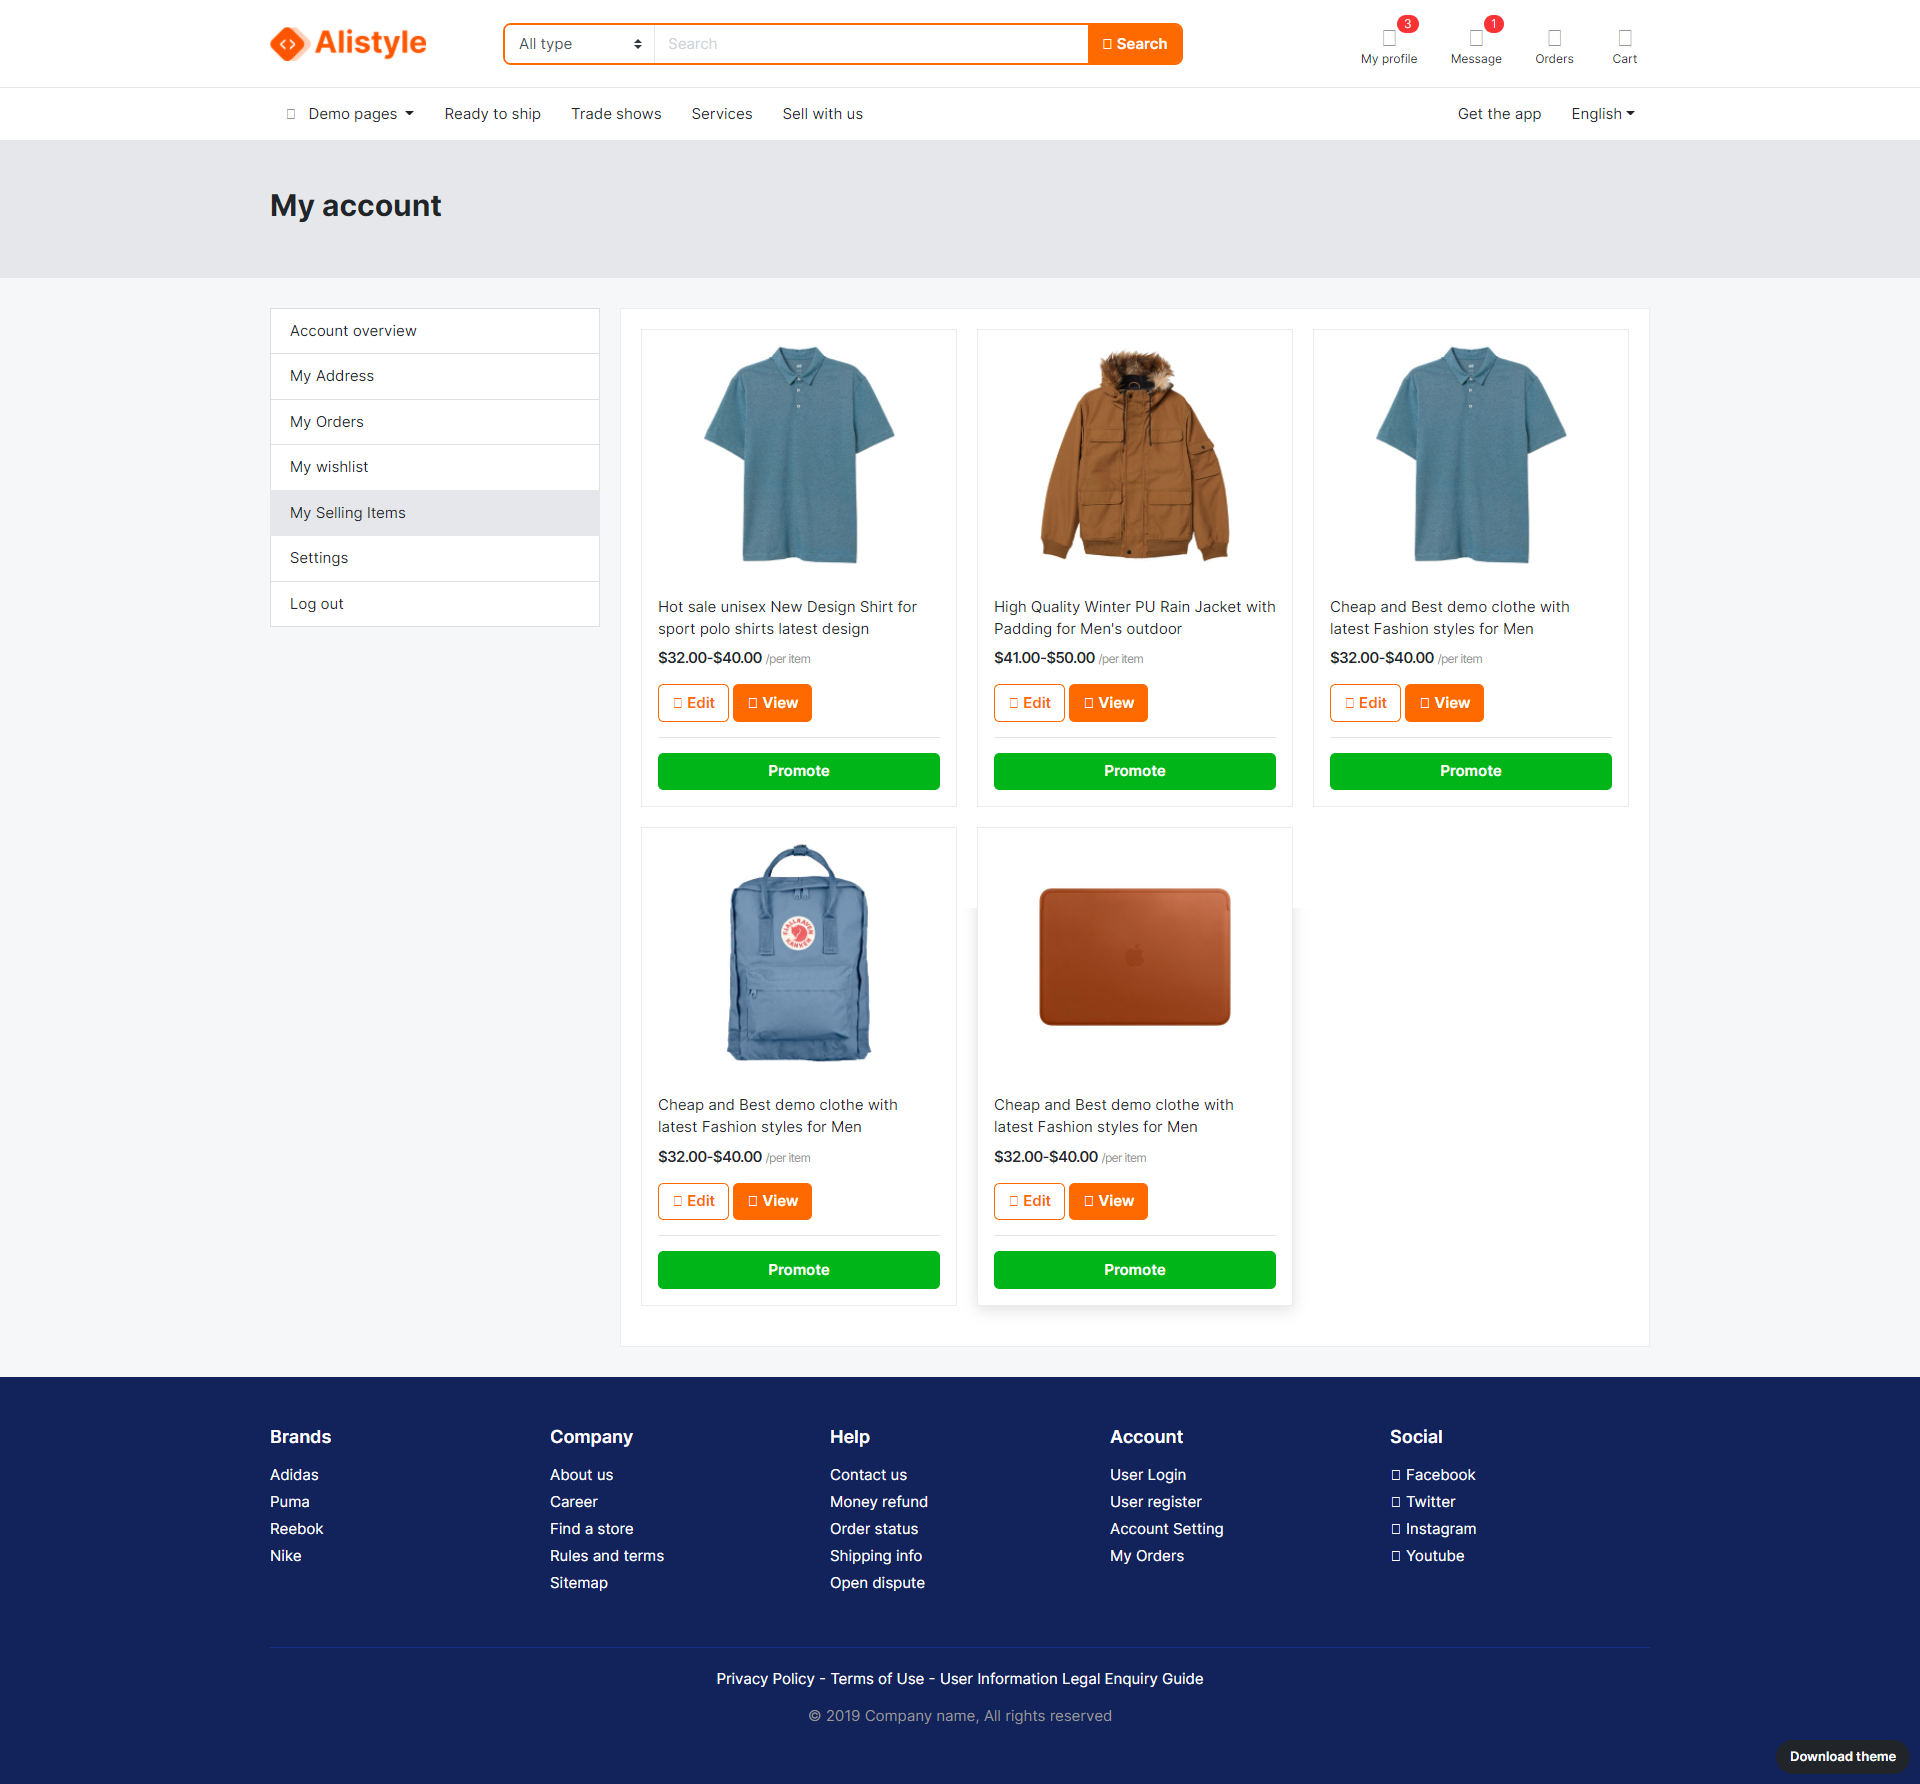 Alistyle
All type
Search
Search
3
My profile
1
Message
Orders
Cart
Demo pages
Ready to ship
Trade shows
Services
Sell with us
Get the app
English
My account
Account overview
My Address
My Orders
My wishlist
My Selling Items
Settings
Log out
Hot sale unisex New Design Shirt for
sport polo shirts latest design
$32.00-$40.00 /per item
Edit
View
Promote
High Quality Winter PU Rain Jacket with
Padding for Men's outdoor
$41.00-$50.00 /per item
Edit
View
Promote
Cheap and Best demo clothe with
latest Fashion styles for Men
$32.00-$40.00 /per item
Edit
View
Promote
FJALLRAVEN
KANKEN
Cheap and Best demo clothe with
latest Fashion styles for Men
$32.00-$40.00 /per item
Edit
View
Promote
Cheap and Best demo clothe with
latest Fashion styles for Men
$32.00-$40.00 /per item
Edit
View
Promote
Brands
Adidas
Puma
Reebok
Nike
Company
About us
Career
Find a store
Rules and terms
Sitemap
Help
Contact us
Money refund
Order status
Shipping info
Open dispute
Account
User Login
User register
Account Setting
My Orders
Social
Facebook
Twitter
Instagram
Youtube
Privacy Policy - Terms of Use - User Information Legal Enquiry Guide
© 2019 Company name, All rights reserved
Download theme